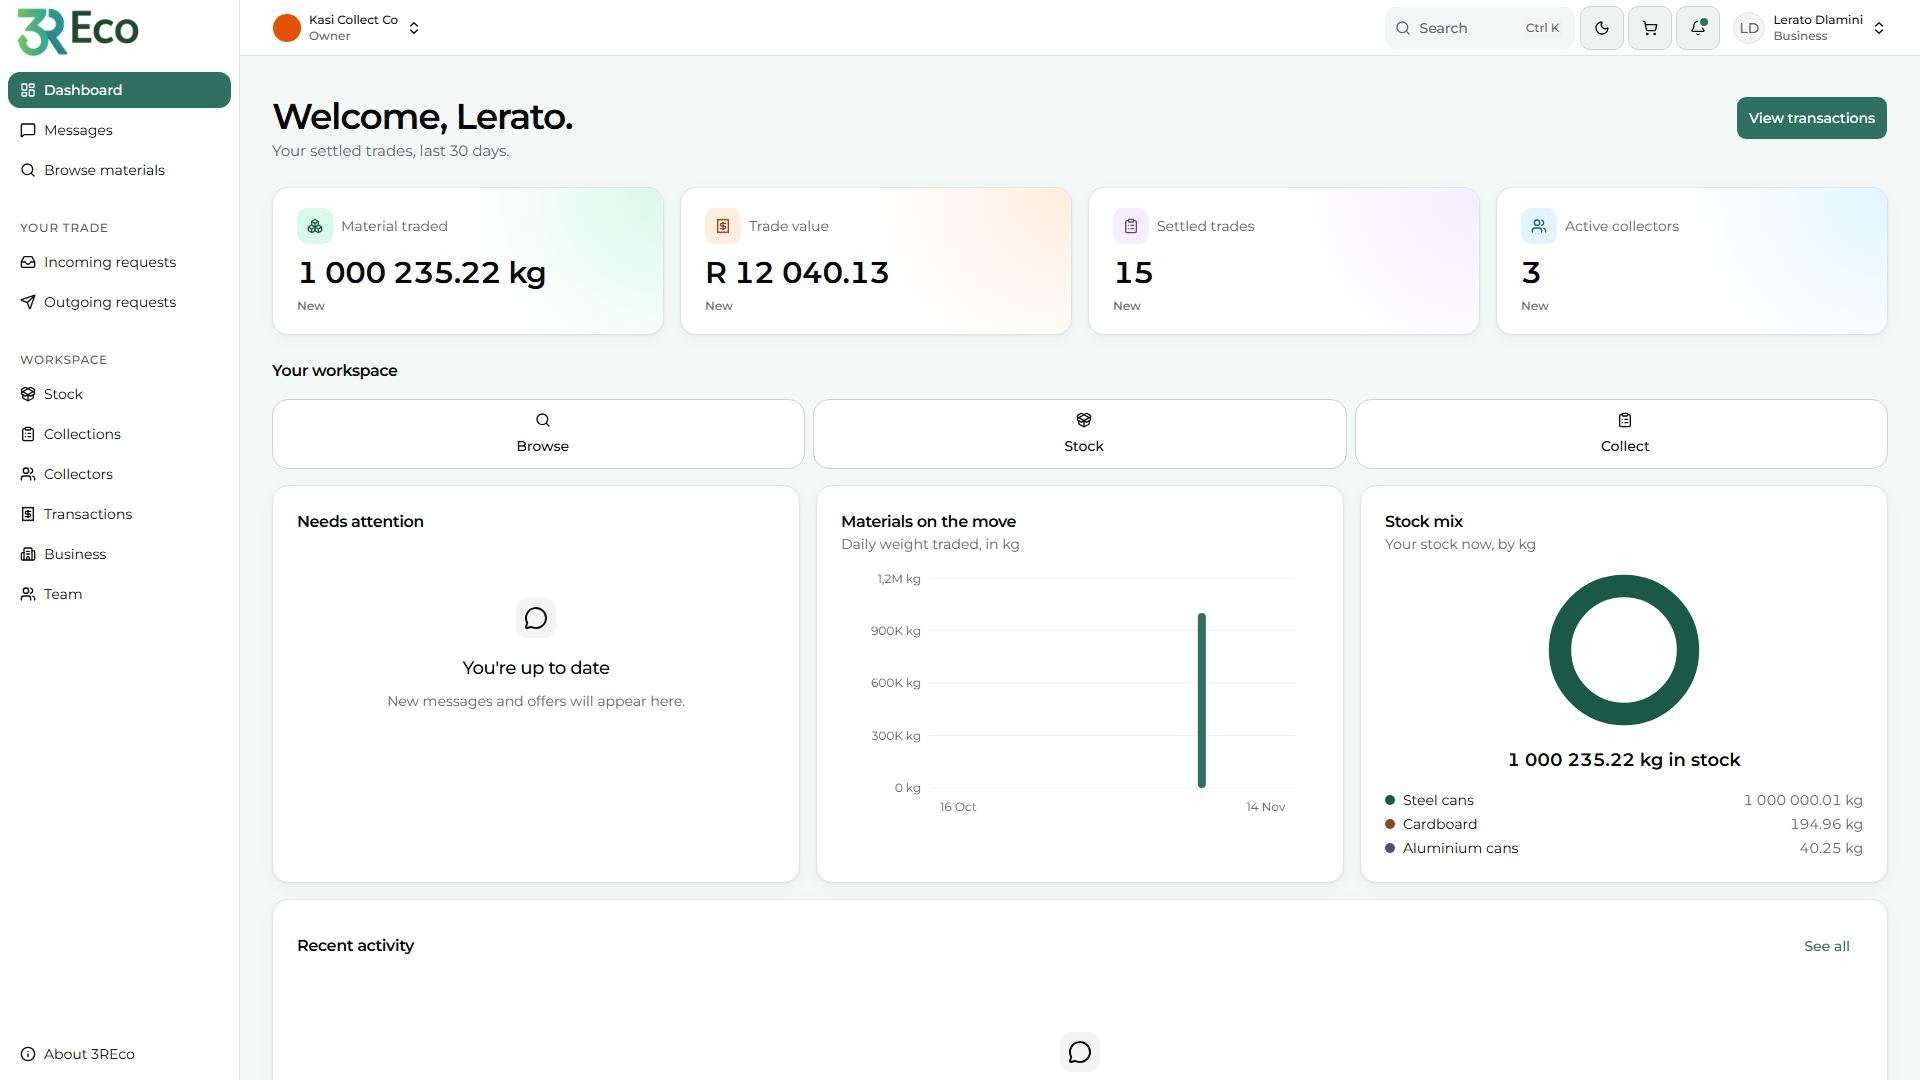 3REco
Kasi Collect Co
Owner
Search
Ctrl K
LD
Lerato Dlamini
Business
Dashboard
Messages
Browse materials
YOUR TRADE
Incoming requests
Outgoing requests
WORKSPACE
Stock
Collections
Collectors
Transactions
Business
Team
About 3REco
Welcome, Lerato.
Your settled trades, last 30 days.
View transactions
Material traded
1 000 235.22 kg
New
Trade value
R 12 040.13
New
Settled trades
15
New
Active collectors
3
New
Your workspace
Browse
Stock
Collect
Needs attention
You're up to date
New messages and offers will appear here.
Materials on the move
Daily weight traded, in kg
1,2M kg
900K kg
600K kg
300K kg
0 kg
16 Oct
14 Nov
Stock mix
Your stock now, by kg
1 000 235.22 kg in stock
Steel cans
1 000 000.01 kg
Cardboard
194.96 kg
Aluminium cans
40.25 kg
Recent activity
See all